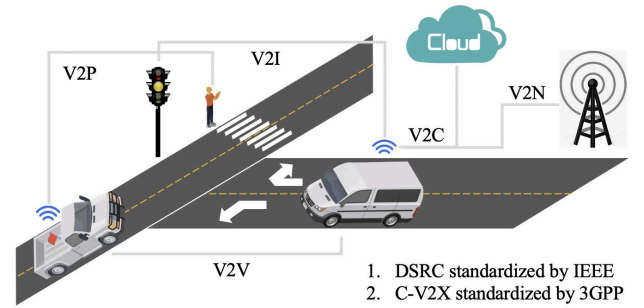 Cloud
V2P
V2I
V2N
V2C
V2V
1. DSRC standardized by IEEE
2. C-V2X standardized by 3GPP